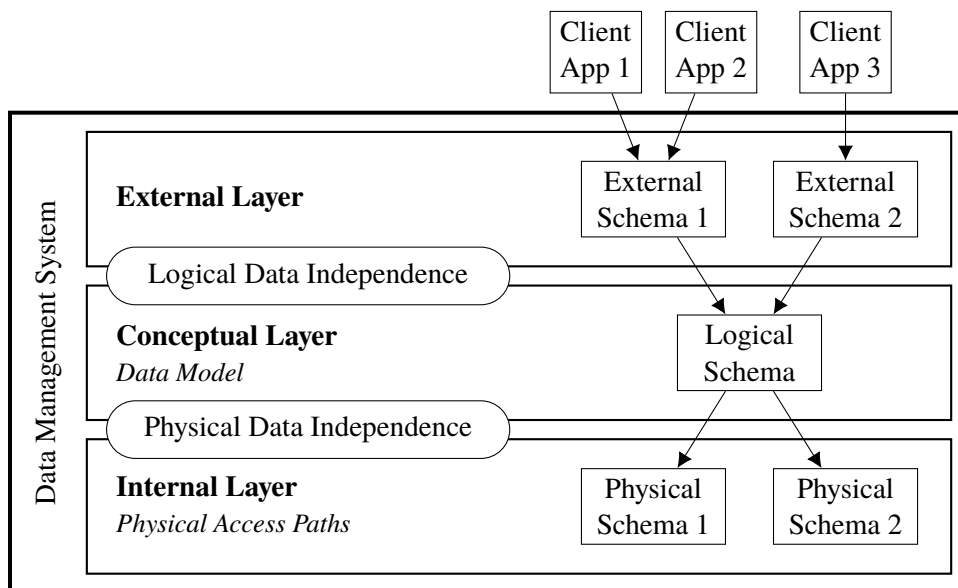 Client
App 1
Client
App 2
Client
App 3
Data Management System
External Layer
External
Schema 1
External
Schema 2
Logical Data Independence
Conceptual Layer
Data Model
Logical
Schema
Physical Data Independence
Internal Layer
Physical Access Paths
Physical
Schema 1
Physical
Schema 2